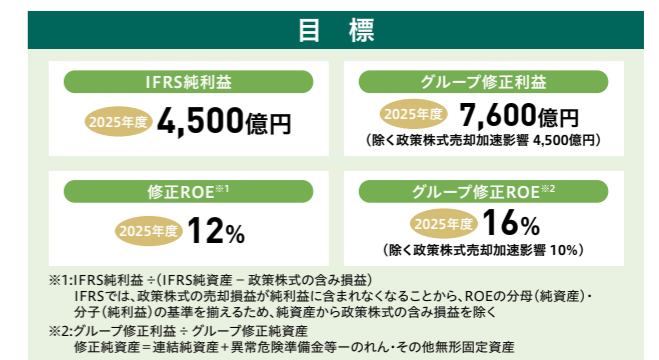 目 標
IFRS純利益
2025年度 4,500億円
グループ修正利益
2025年度 7,600億円
(除く政策株式売却加速影響 4,500億円)
修正ROE※1
2025年度 12%
グループ修正ROE※2
2025年度 16%
(除く政策株式売却加速影響 10%)
※1:IFRS純利益÷(IFRS純資産-政策株式の含み損益)
IFRSでは、政策株式の売却損益が純利益に含まれなくなることから、ROEの分母(純資産)・
分子(純利益)の基準を揃えるため、純資産から政策株式の含み損益を除く
※2:グループ修正利益÷グループ修正純資産
修正純資産=連結純資産+異常危険準備金等ーのれん・その他無形固定資産